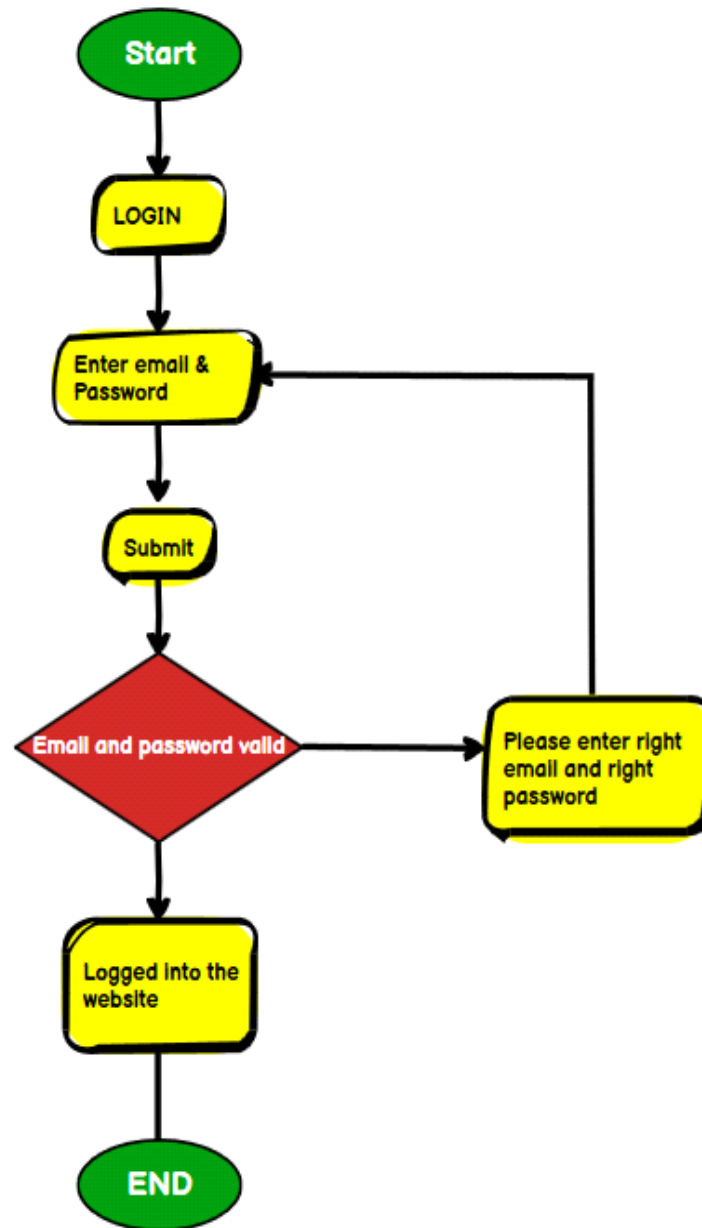 Start
LOGIN
Enter email &
Password
Submit
Email and password valid
Please enter right
email and right
password
Logged into the
website
END